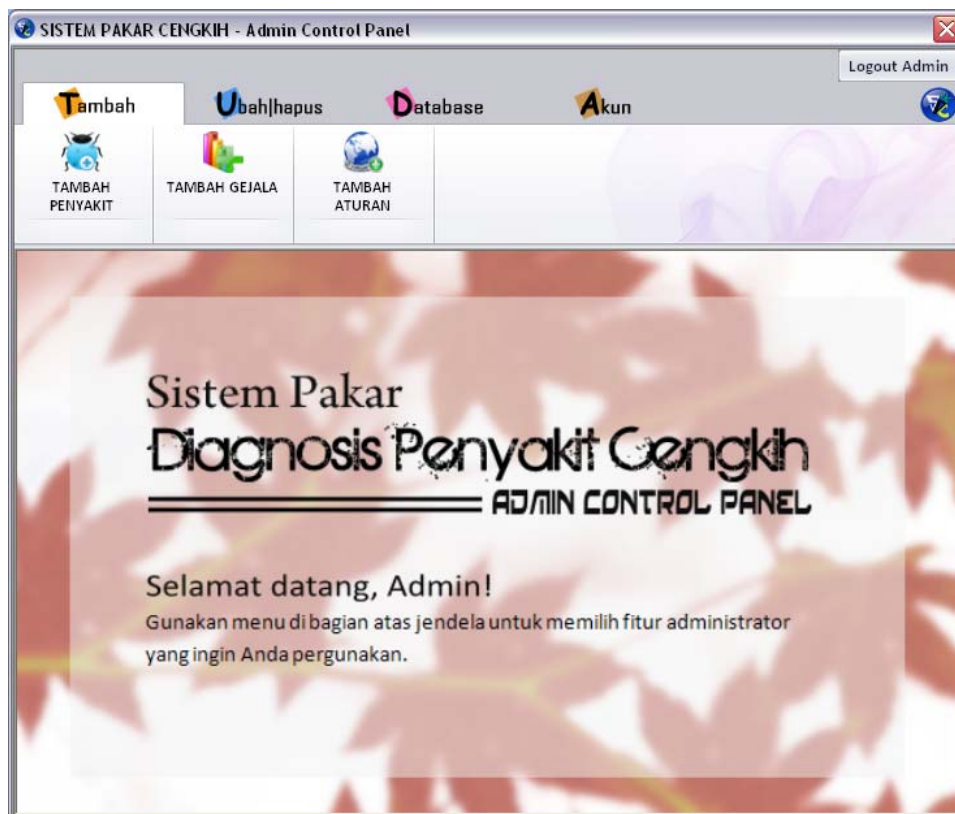 SISTEM PAKAR CENGKIH - Admin Control Panel
Logout Admin
Tambah
Ubah|hapus
Database
Akun
TAMBAH
PENYAKIT
TAMBAH GEJALA
TAMBAH
ATURAN
Sistem Pakar
Diagnosis Penyakit Cengkih
ADMIN CONTROL PANEL
Selamat datang, Admin!
Gunakan menu di bagian atas jendela untuk memilih fitur administrator
yang ingin Anda pergunakan.